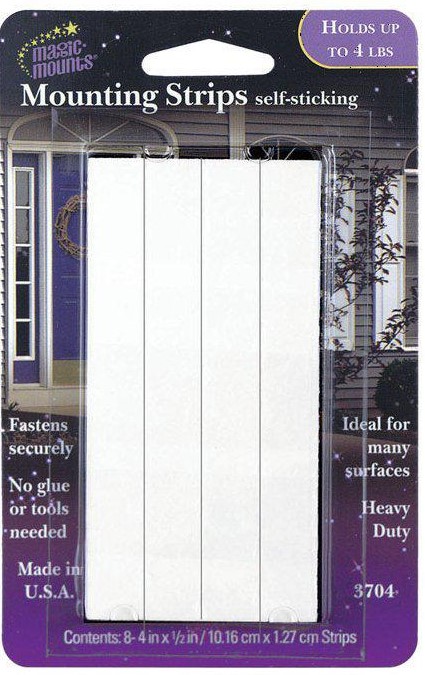 magic
mounts®
HOLDS UP
TO 4 LBS
Mounting Strips self-sticking
Fastens
securely
No glue
or tools
needed
Made in
U.S.A.
Ideal for
many
surfaces
Heavy
Duty
3704
Contents: 8- 4 in x 1/2 in / 10.16 cm x 1.27 cm Strips